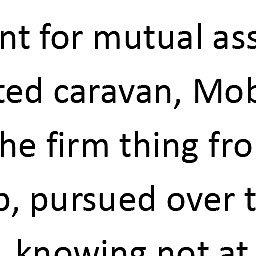 nt for mutual ass
ted caravan, Mob
he firm thing fro
p, pursued over t
knowing not at